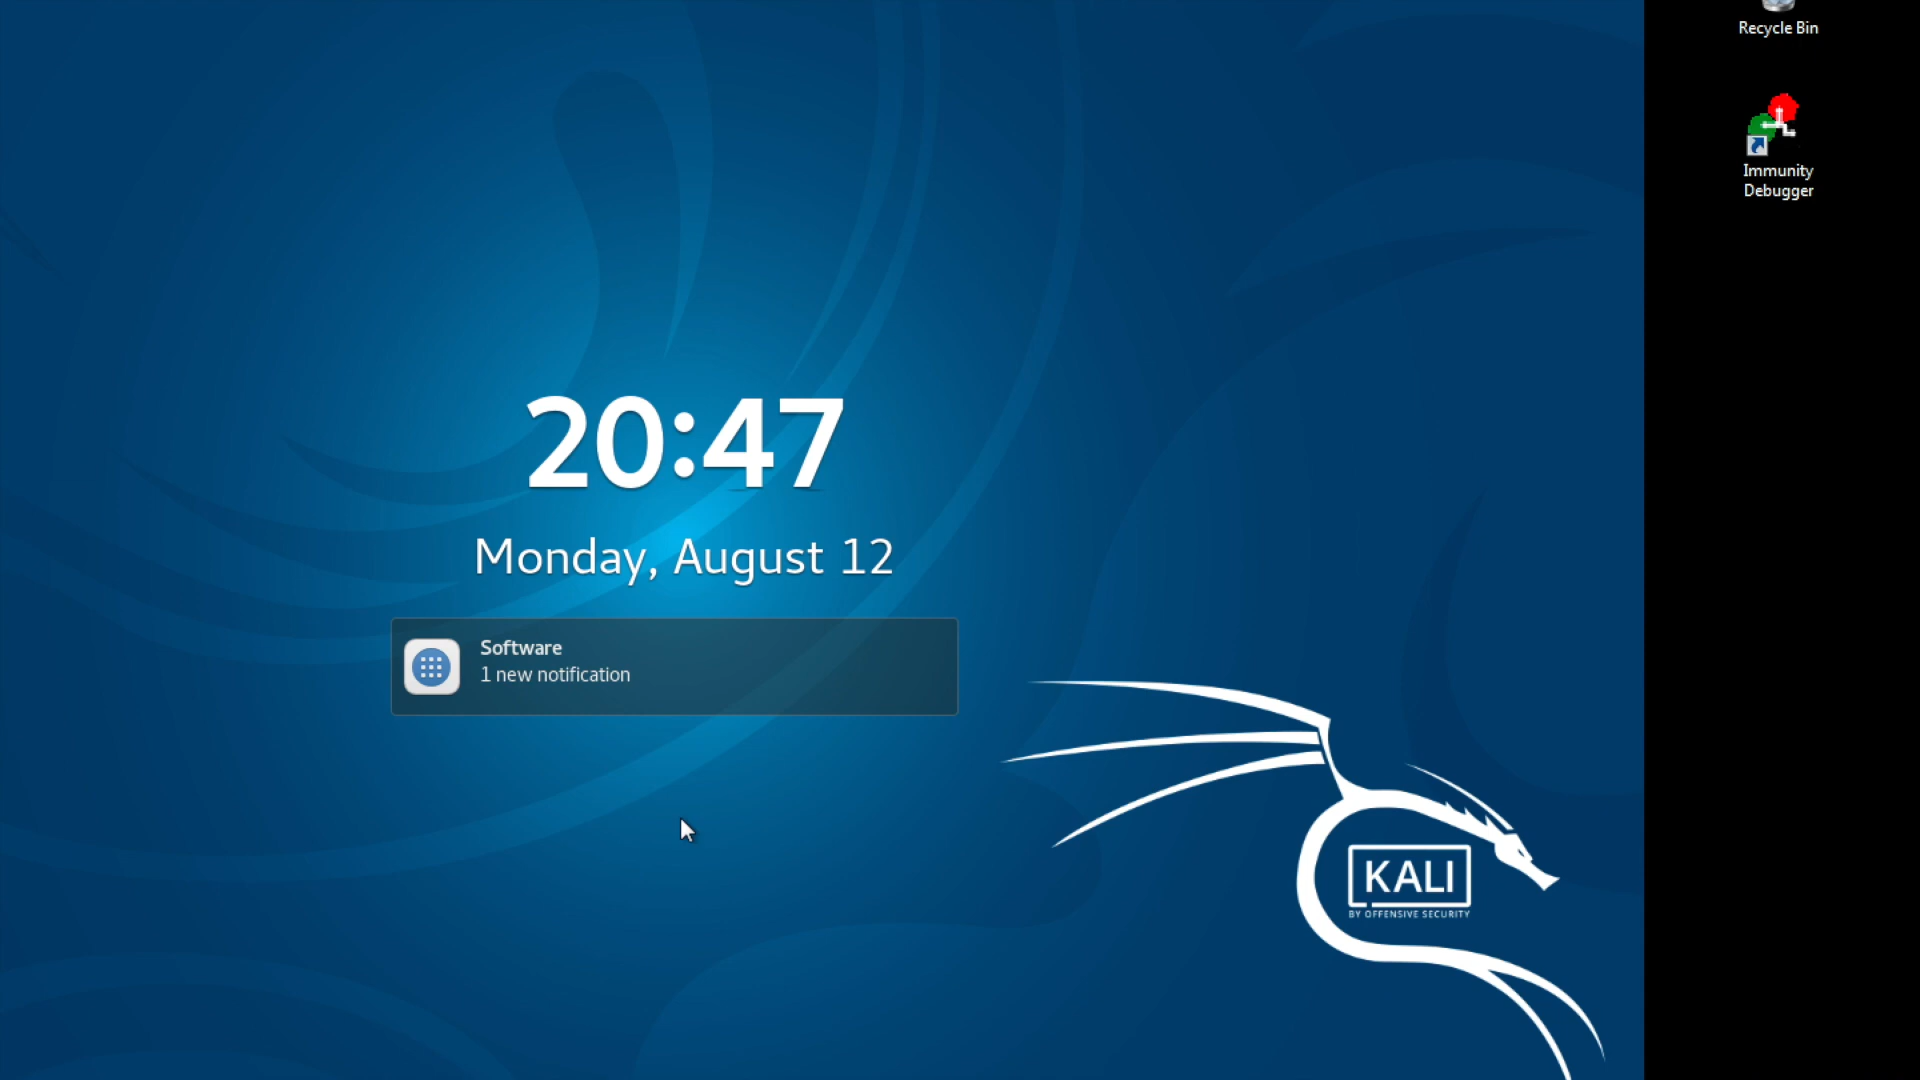 Recycle Bin
Immunity
Debugger
20:47
Monday, August 12
Software
1 new notification
KALI
BY OFFENSIVE SECURITY